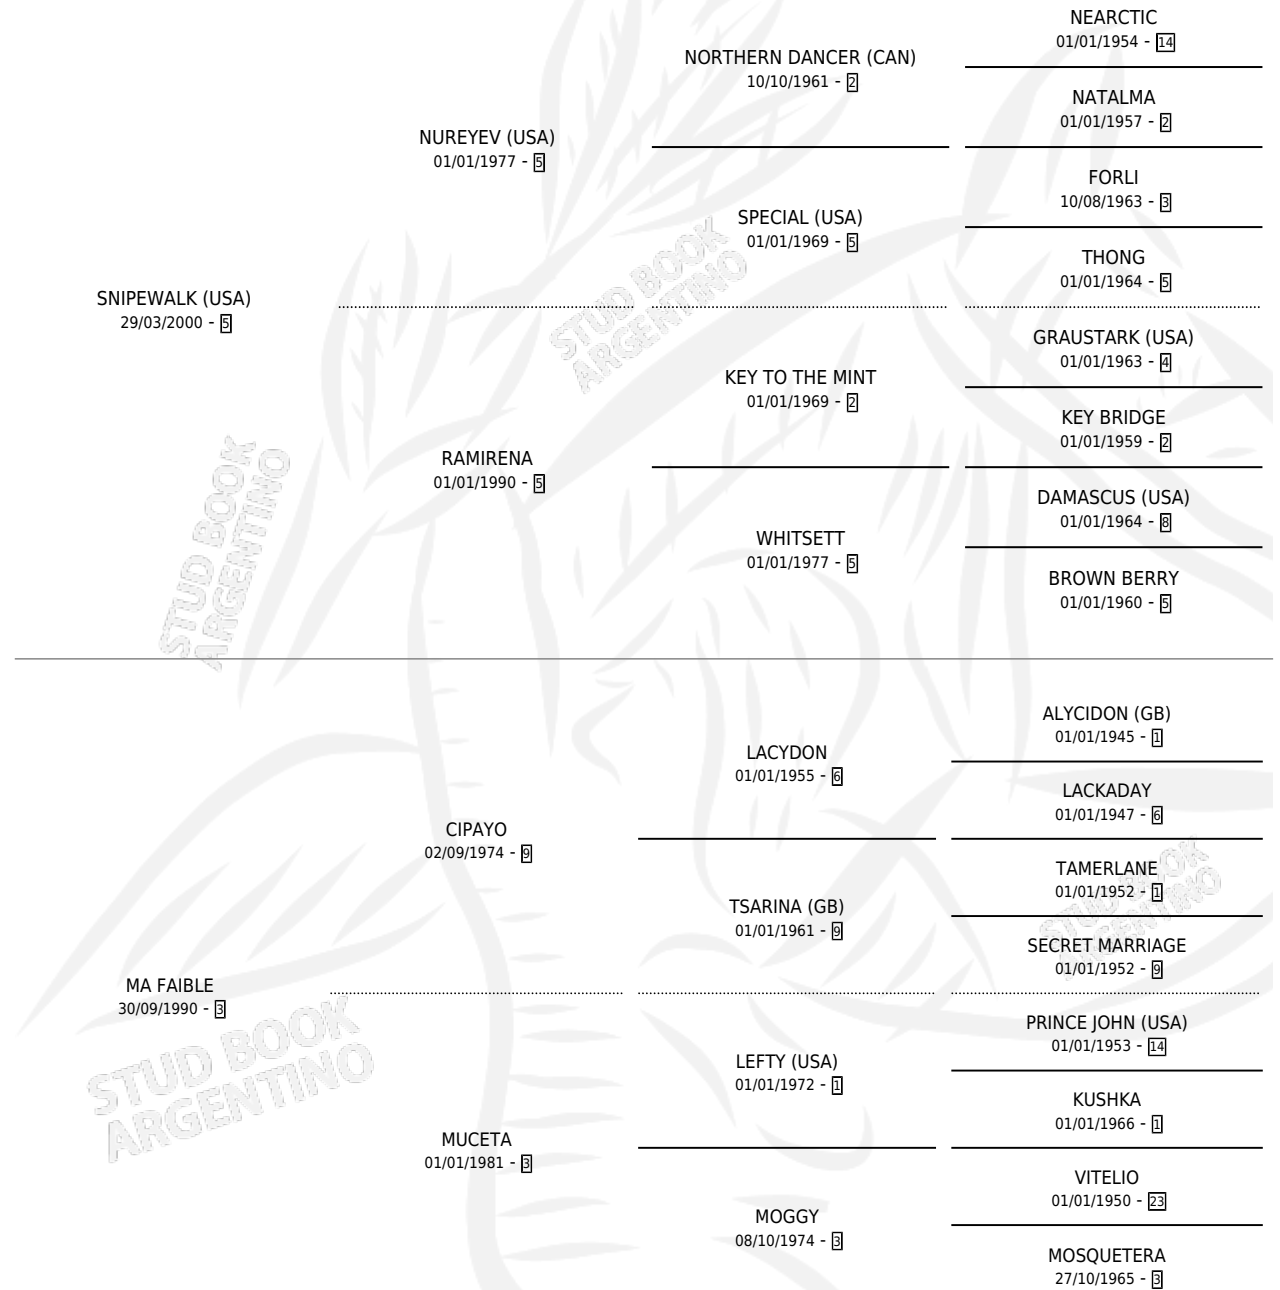 NEARCTIC
01/01/1954 - 14
NORTHERN DANCER (CAN)
10/10/1961 - 2
NATALMA
01/01/1957 - 2
NUREYEV (USA)
01/01/1977 - 5
FORLI
10/08/1963 - 3
SPECIAL (USA)
01/01/1969 - 5
THONG
01/01/1964 - 5
SNIPEWALK (USA)
29/03/2000 - 5
GRAUSTARK (USA)
01/01/1963 - 4
KEY TO THE MINT
01/01/1969 - 2
KEY BRIDGE
01/01/1959 - 2
RAMIRENA
01/01/1990 - 5
DAMASCUS (USA)
01/01/1964 - 8
WHITSETT
01/01/1977 - 5
BROWN BERRY
01/01/1960 - 5
ALYCIDON (GB)
01/01/1945 - 1
LACYDON
01/01/1955 - 6
LACKADAY
01/01/1947 - 6
CIPAYO
02/09/1974 - 9
TAMERLANE
01/01/1952 - 1
TSARINA (GB)
01/01/1961 - 9
SECRET MARRIAGE
01/01/1952 - 9
MA FAIBLE
30/09/1990 - 3
PRINCE JOHN (USA)
01/01/1953 - 14
LEFTY (USA)
01/01/1972 - 1
KUSHKA
01/01/1966 - 1
MUCETA
01/01/1981 - 3
VITELIO
01/01/1950 - 23
MOGGY
08/10/1974 - 3
MOSQUETERA
27/10/1965 - 3
STUD BOOK
ARGENTINO
STUD BOOK
ARGENTINO
STUD BOOK
ARGENTINO
STUD BOOK
ARGENTINO